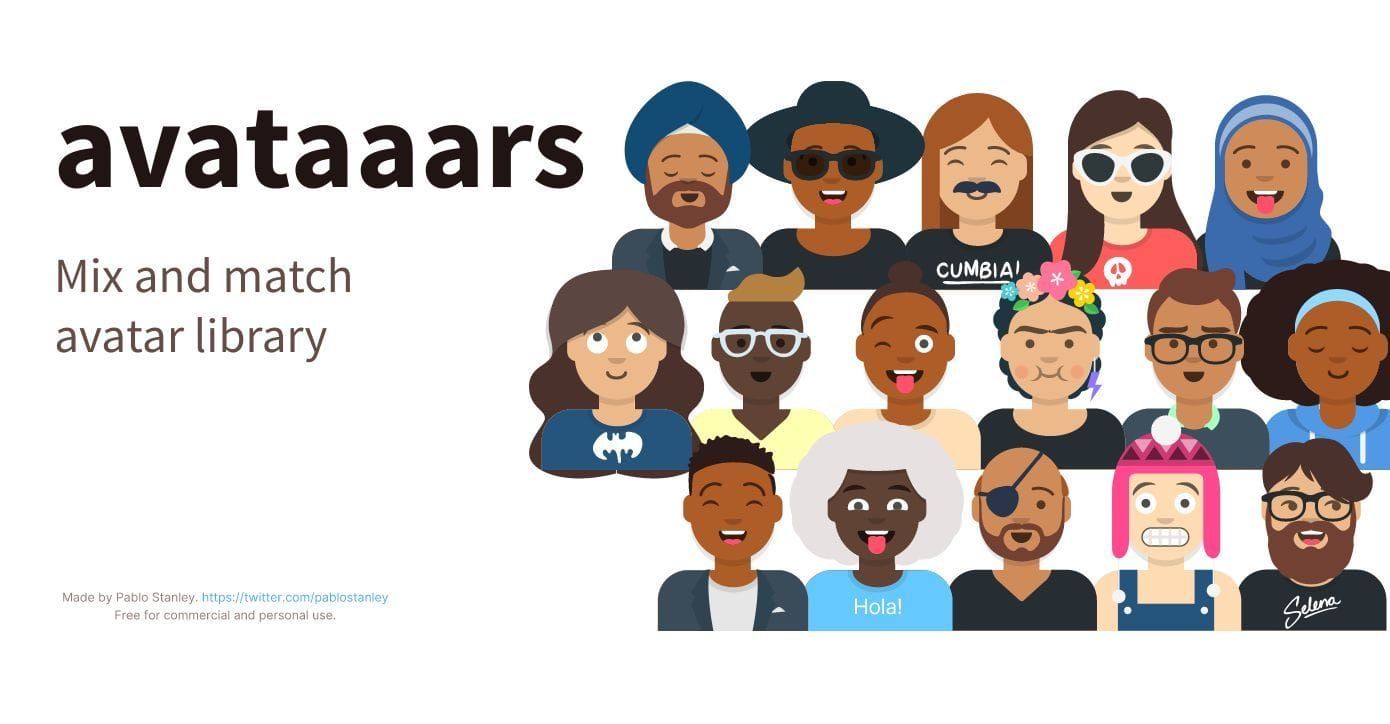 avataaars
Mix and match
avatar library
CUMBIA!
Hola!
Selena
Made by Pablo Stanley. https://twitter.com/pablostanley
Free for commercial and personal use.